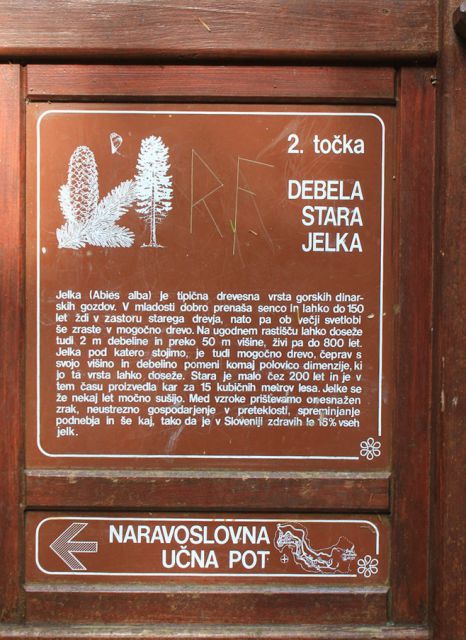 2. točka
RF
DEBELA
STARA
JELKA
Jelka (Abies alba) je tipična drevesna vrsta gorskih dinar-
skih gozdov. V mladosti dobro prenaša senco in lahko do 150
let ždi v zastoru starega drevja, nato pa ob večji svetlobi
še zraste v mogočno drevo. Na ugodnem rastišču lahko doseže
tudi 2 m debeline in preko 50 m višine, živi pa do 800 let.
Jelka pod katero stojimo, je tudi mogočno drevo, čeprav s
svojo višino in debelino pomeni komaj polovico dimenzije, ki
jo ta vrsta lahko doseže. Stara je malo čez 200 let in je v
tem času proizvedla kar za 15 kubičnih metrov lesa. Jelke se
že nekaj let močno sušijo. Med vzroke prištevamo onesnažen
zrak, neustrezno gospodarjenje v preteklosti, spreminjanje
podnebja in še kaj, tako da je v Sloveniji zdravih le 15% vseh
jelk.
NARAVOSLOVNA
UČNA POT